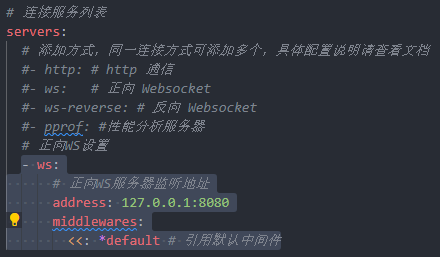 # 连接服务列表
servers:
# 添加方式，同一连接方式可添加多个，具体配置说明请查看文档
#- http: # http 通信
#- ws:   # 正向 Websocket
#- ws-reverse: # 反向 Websocket
#- pprof: #性能分析服务器
# 正向WS设置
- ws:
# 正向WS服务器监听地址
address: 127.0.0.1:8080
middlewares:
<<: *default # 引用默认中间件